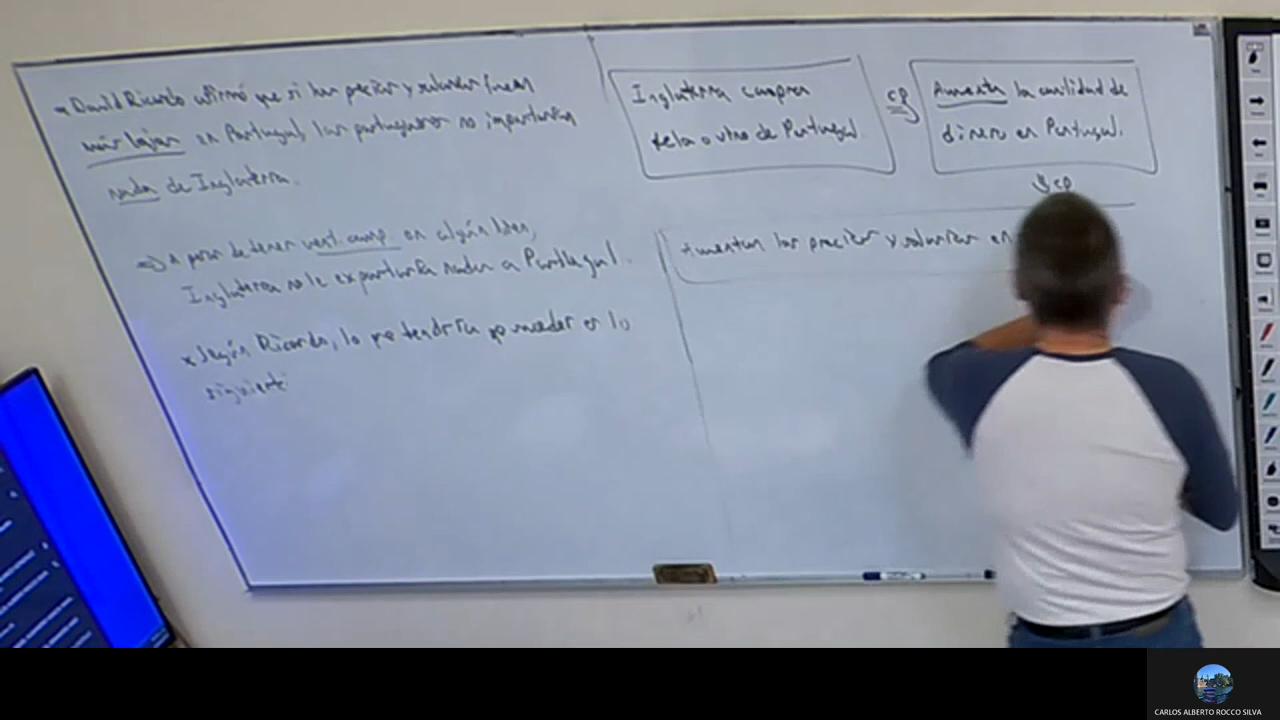 David Ricardo afirmó que si los precios y salarios fuesen
más bajos en Portugal, los portugueses no importarían
nada de Inglaterra.
⇒ A pesar de tener vent. comp. en algún bien,
Inglaterra no le exportaría nada a Portugal.
* Según Ricardo, lo que tendría que suceder es lo
siguiente:
Inglaterra compra
tela o vino de Portugal.
cp
Aumenta la cantidad de
dinero en Portugal.
cp
Aumentan los precios y salarios en
CARLOS ALBERTO ROCCO SILVA